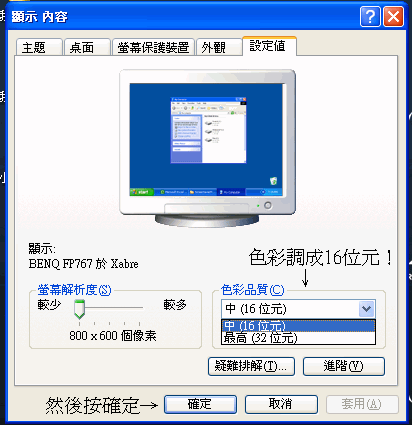 顯示 內容
主題 桌面 螢幕保護裝置 外觀 設定值
顯示:
BENQ FP767 於 Xabre
色彩調成16位元！
螢幕解析度(S)
較少 較多
800 x 600 個像素
色彩品質(C)
中 (16 位元)
中 (16 位元)
最高 (32 位元)
疑難排解(T)... 進階(V)
然後按確定→ 確定 取消 套用(A)